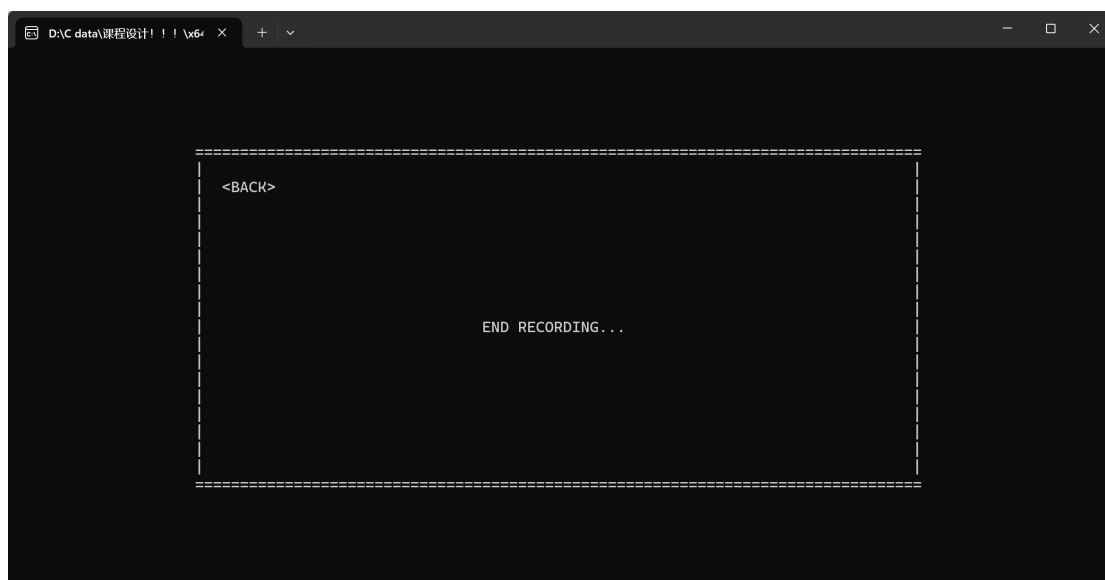 D:\C data\课程设计！！！\x64
<BACK>
END RECORDING...